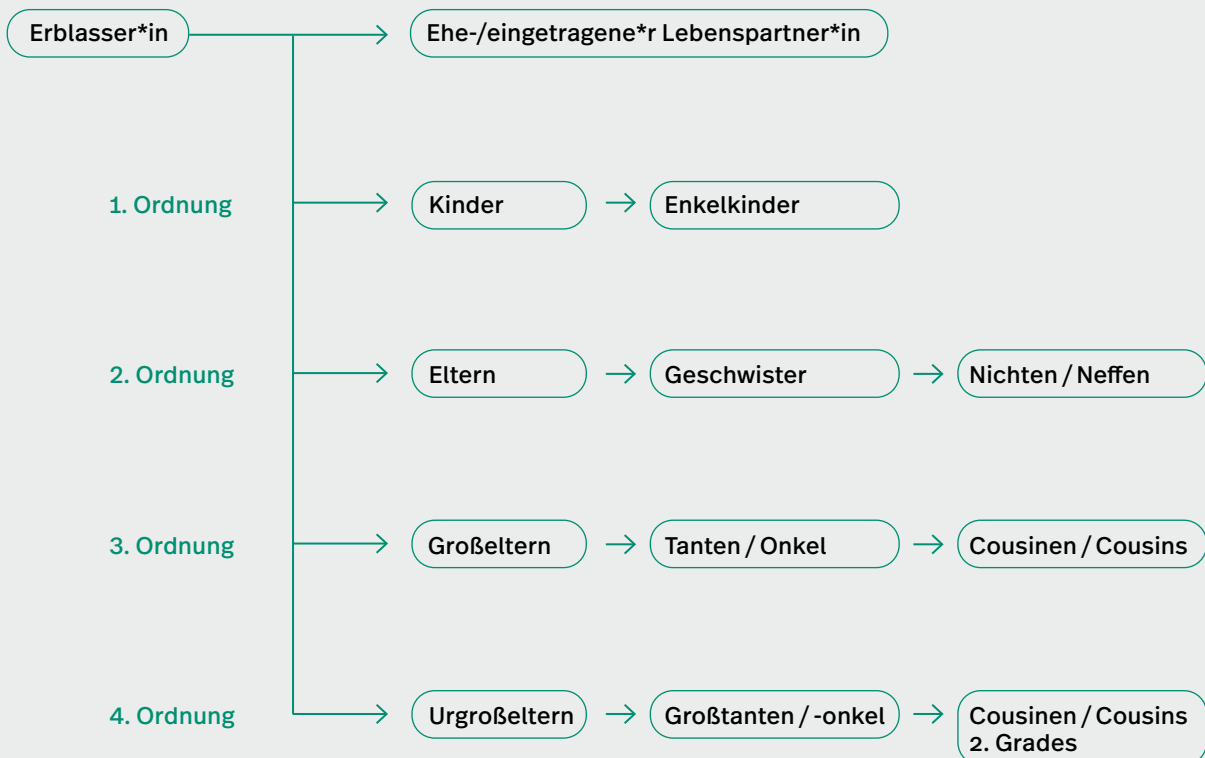 Erblasser*in
Ehe-/eingetragene*r Lebenspartner*in
1. Ordnung
Kinder
Enkelkinder
2. Ordnung
Eltern
Geschwister
Nichten / Neffen
3. Ordnung
Großeltern
Tanten / Onkel
Cousinen / Cousins
4. Ordnung
Urgroßeltern
Großtanten / -onkel
Cousinen / Cousins
2. Grades